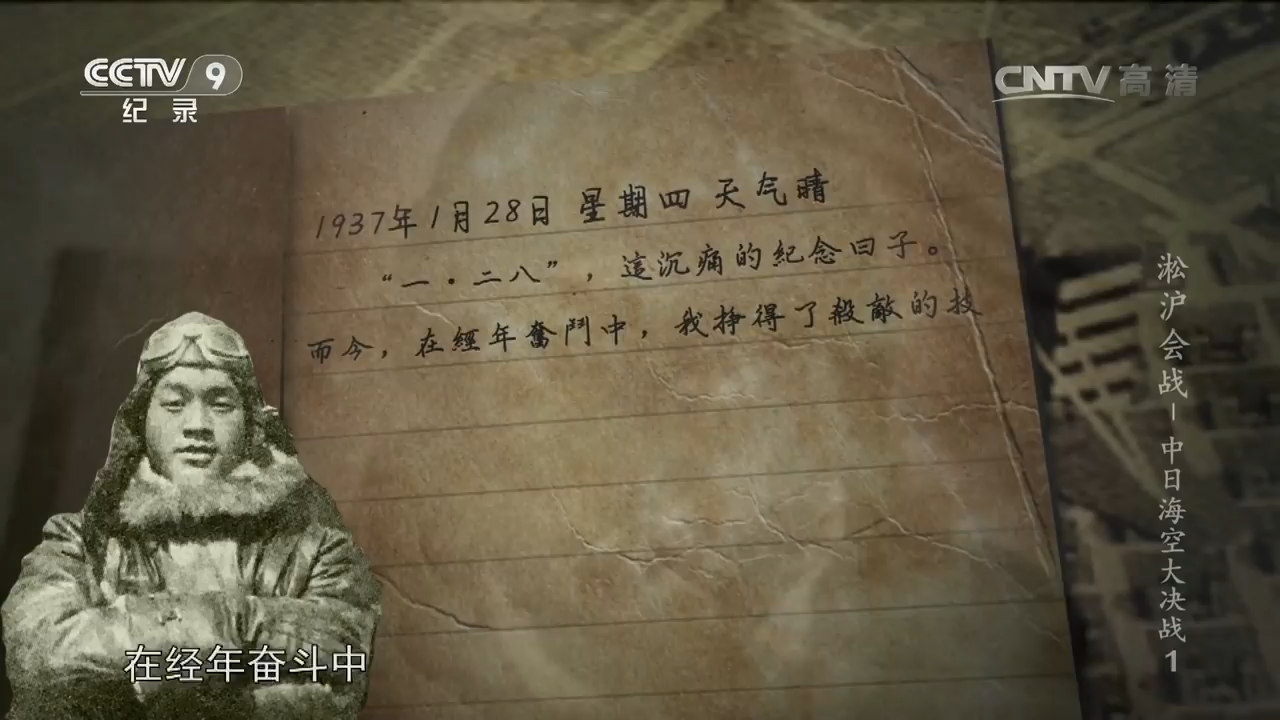 CCTV 9
纪录
CNTV 高清
1937年1月28日 星期四 天气晴
“一·二八”，這沉痛的紀念日子。
而今，在經年奮鬥中，我掙得了殺敵的技
淞沪会战-中日海空大决战1
在经年奋斗中